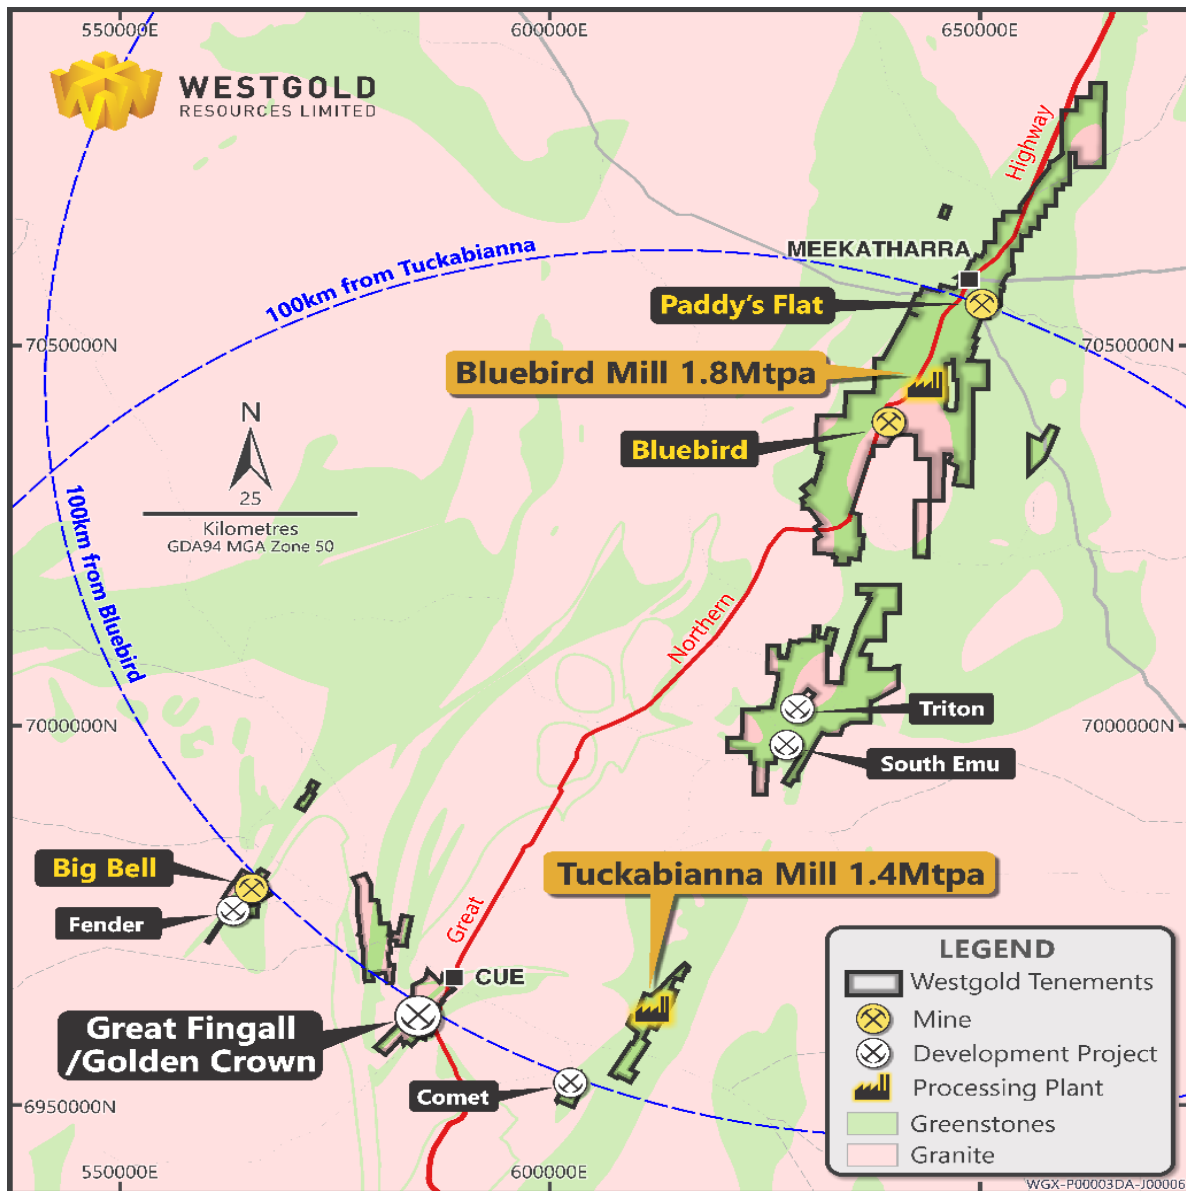 550000E
600000E
650000E
WESTGOLD
RESOURCES LIMITED
Highway
MEEKATHARRA
100km from Tuckabianna
Paddy's Flat
7050000N
7050000N
Bluebird Mill 1.8Mtpa
N
25
Kilometres
GDA94 MGA Zone 50
Bluebird
100km from Bluebird
Northern
Triton
7000000N
7000000N
South Emu
Big Bell
Fender
Tuckabianna Mill 1.4Mtpa
Great
CUE
Great Fingall
/Golden Crown
Comet
6950000N
LEGEND
Westgold Tenements
Mine
Development Project
Processing Plant
Greenstones
Granite
550000E
600000E
WGX-P00003DA-J00006